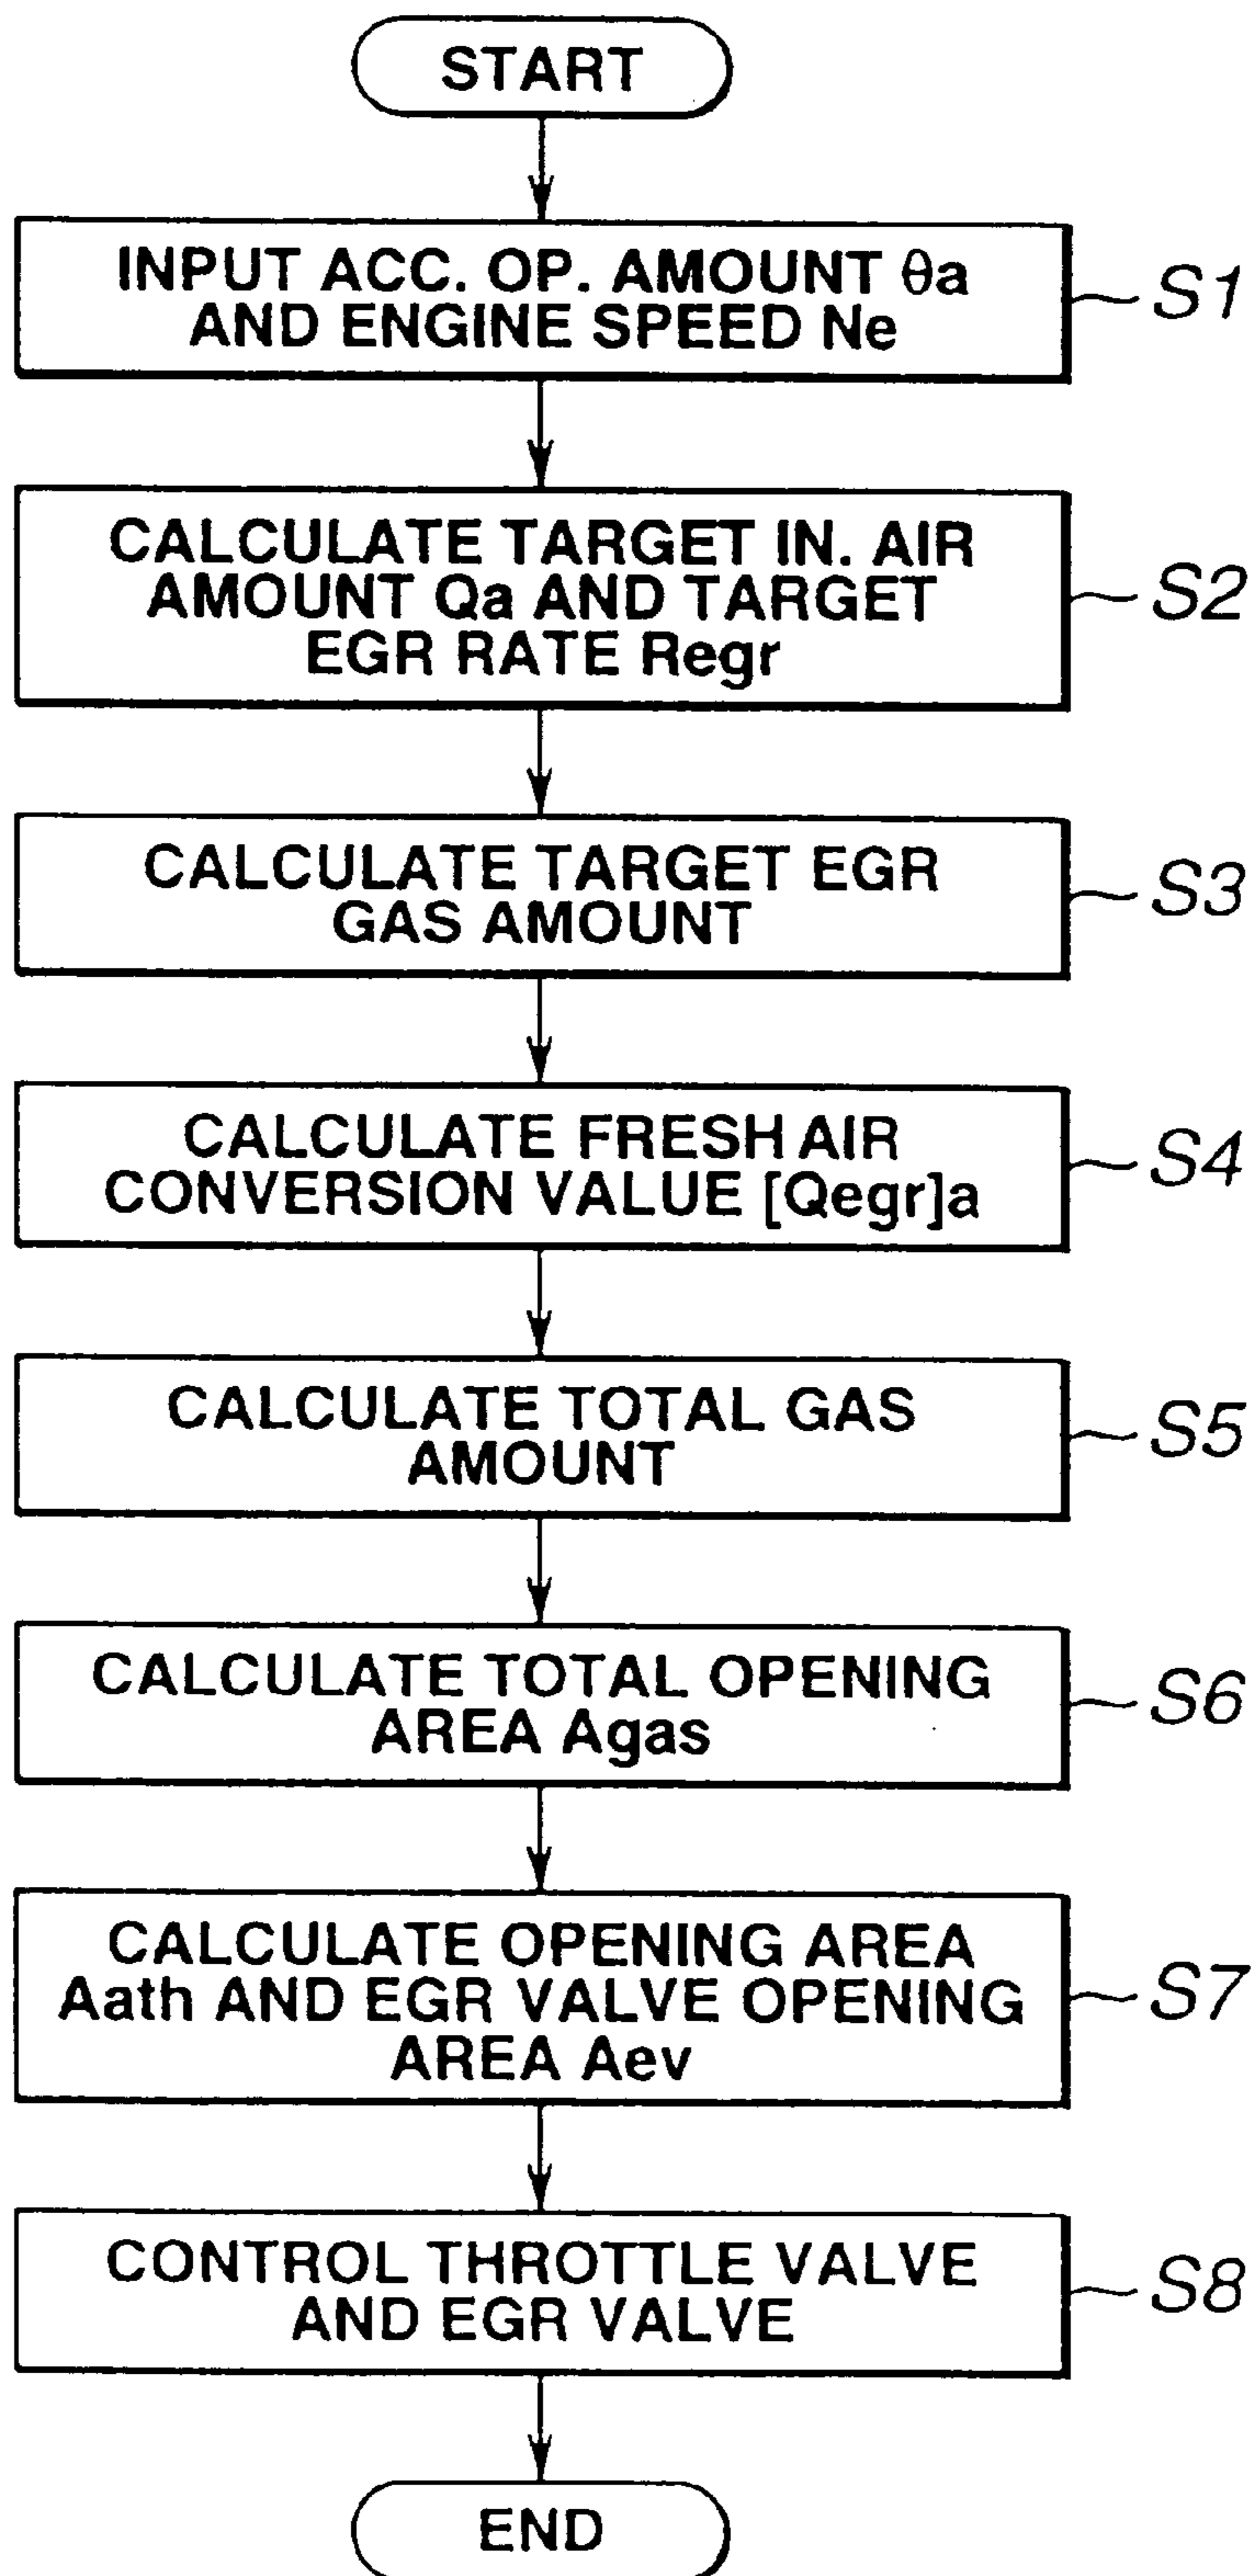 START
INPUT ACC. OP. AMOUNT θa
AND ENGINE SPEED Ne
S1
CALCULATE TARGET IN. AIR
AMOUNT Qa AND TARGET
EGR RATE Regr
S2
CALCULATE TARGET EGR
GAS AMOUNT
S3
CALCULATE FRESH AIR
CONVERSION VALUE [Qegr]a
S4
CALCULATE TOTAL GAS
AMOUNT
S5
CALCULATE TOTAL OPENING
AREA Agas
S6
CALCULATE OPENING AREA
Aath AND EGR VALVE OPENING
AREA Aev
S7
CONTROL THROTTLE VALVE
AND EGR VALVE
S8
END